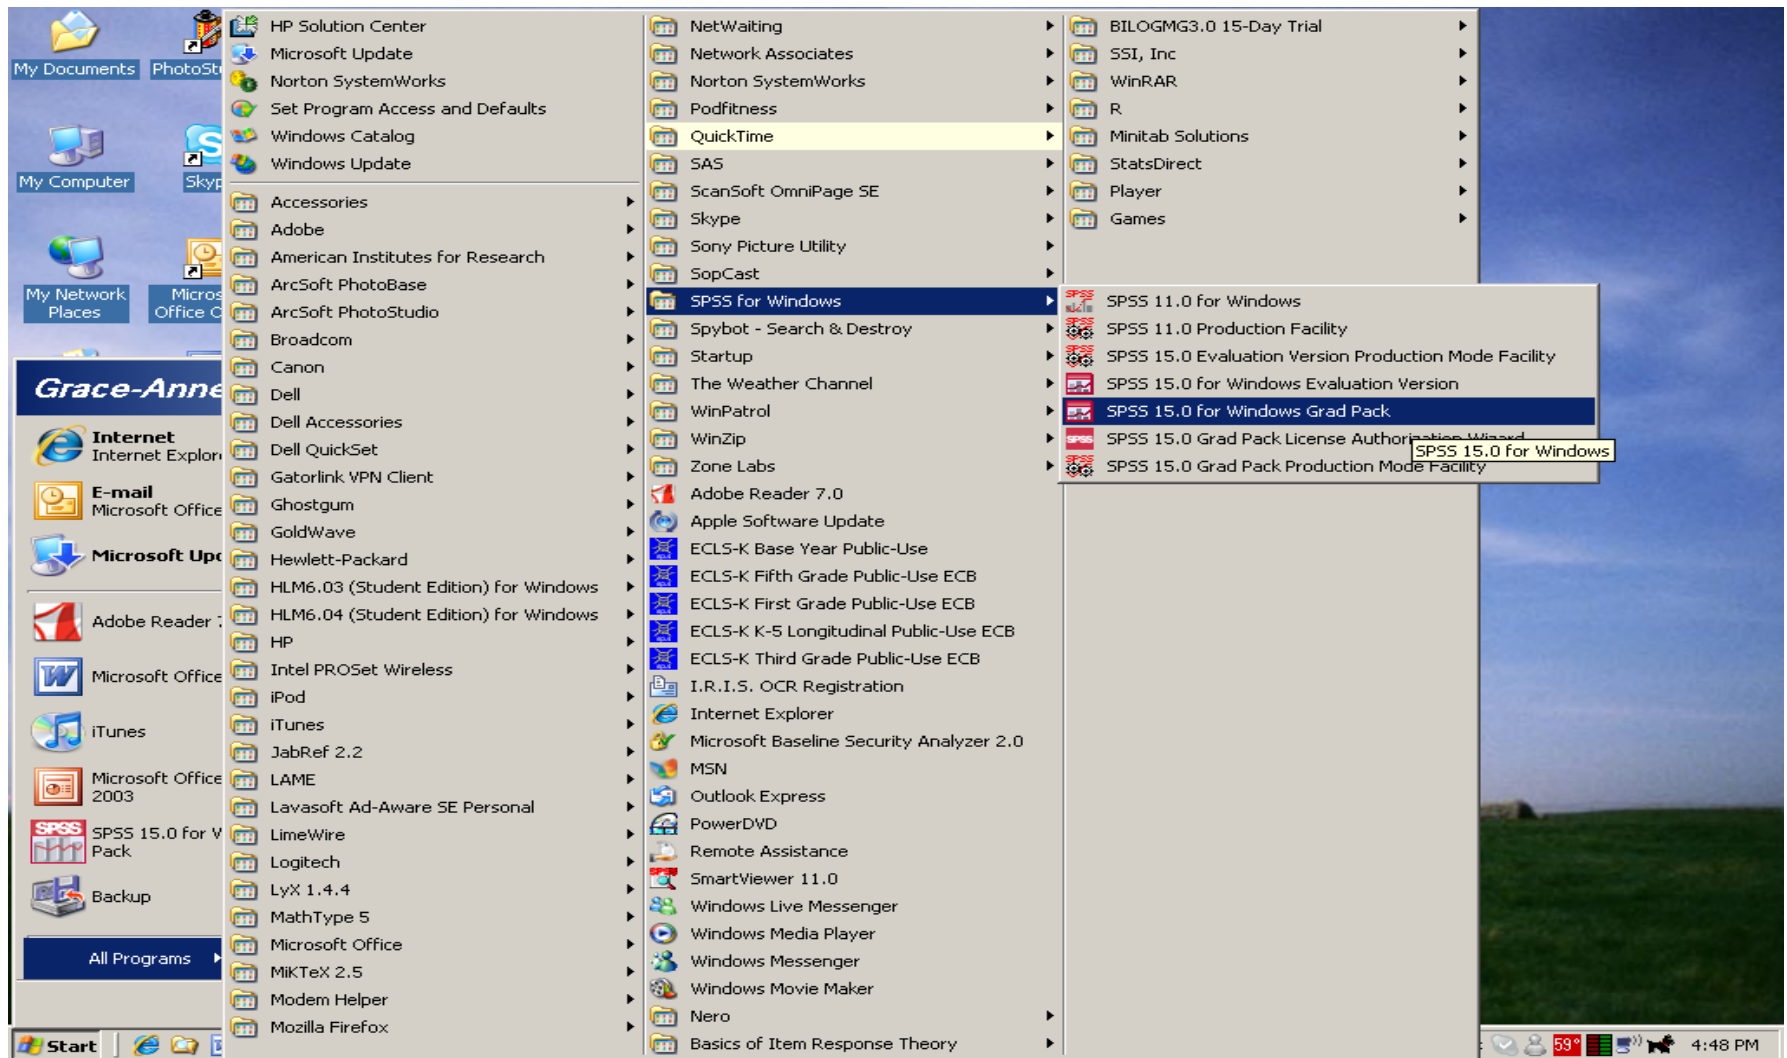 My Documents
PhotoSt
My Computer
Skyp
My Network
Places
Micros
Office O
Grace-Anne
Internet
Internet Explor
E-mail
Microsoft Office
Microsoft Upd
Adobe Reader 7
Microsoft Office
iTunes
Microsoft Office
2003
SPSS 15.0 for W
Pack
Backup
All Programs
Start
HP Solution Center
Microsoft Update
Norton SystemWorks
Set Program Access and Defaults
Windows Catalog
Windows Update
Accessories
Adobe
American Institutes for Research
ArcSoft PhotoBase
ArcSoft PhotoStudio
Broadcom
Canon
Dell
Dell Accessories
Dell QuickSet
Gatorlink VPN Client
Ghostgum
GoldWave
Hewlett-Packard
HLM6.03 (Student Edition) for Windows
HLM6.04 (Student Edition) for Windows
HP
Intel PROSet Wireless
iPod
iTunes
JabRef 2.2
LAME
Lavasoft Ad-Aware SE Personal
LimeWire
Logitech
LyX 1.4.4
MathType 5
Microsoft Office
MiKTeX 2.5
Modem Helper
Mozilla Firefox
NetWaiting
Network Associates
Norton SystemWorks
Podfitness
QuickTime
SAS
ScanSoft OmniPage SE
Skype
Sony Picture Utility
SopCast
SPSS for Windows
Spybot - Search & Destroy
Startup
The Weather Channel
WinPatrol
WinZip
Zone Labs
Adobe Reader 7.0
Apple Software Update
ECLS-K Base Year Public-Use
ECLS-K Fifth Grade Public-Use ECB
ECLS-K First Grade Public-Use ECB
ECLS-K K-5 Longitudinal Public-Use ECB
ECLS-K Third Grade Public-Use ECB
I.R.I.S. OCR Registration
Internet Explorer
Microsoft Baseline Security Analyzer 2.0
MSN
Outlook Express
PowerDVD
Remote Assistance
SmartViewer 11.0
Windows Live Messenger
Windows Media Player
Windows Messenger
Windows Movie Maker
Nero
Basics of Item Response Theory
BILOGMG3.0 15-Day Trial
SSI, Inc
WinRAR
R
Minitab Solutions
StatsDirect
Player
Games
SPSS 11.0 for Windows
SPSS 11.0 Production Facility
SPSS 15.0 Evaluation Version Production Mode Facility
SPSS 15.0 for Windows Evaluation Version
SPSS 15.0 for Windows Grad Pack
SPSS 15.0 Grad Pack License Authorization Wizard
SPSS 15.0 for Windows
SPSS 15.0 Grad Pack Production Mode Facility
59°
4:48 PM